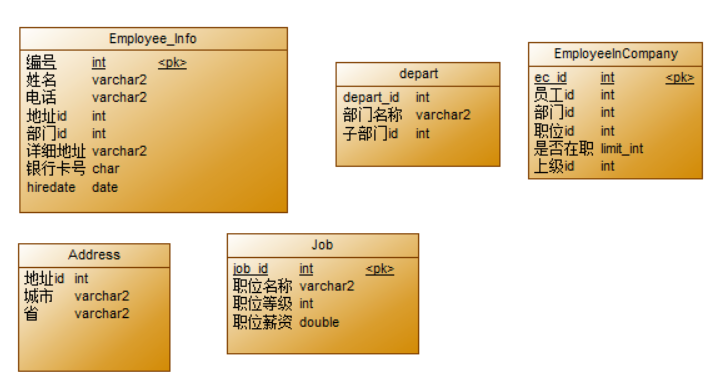 Employee_Info
编号 int <pk>
姓名 varchar2
电话 varchar2
地址id int
部门id int
详细地址 varchar2
银行卡号 char
hiredate date
depart
depart_id int
部门名称 varchar2
子部门id int
EmployeeInCompany
ec_id int <pk>
员工id int
部门id int
职位id int
是否在职 limit_int
上级id int
Address
地址id int
城市 varchar2
省 varchar2
Job
job_id int <pk>
职位名称 varchar2
职位等级 int
职位薪资 double